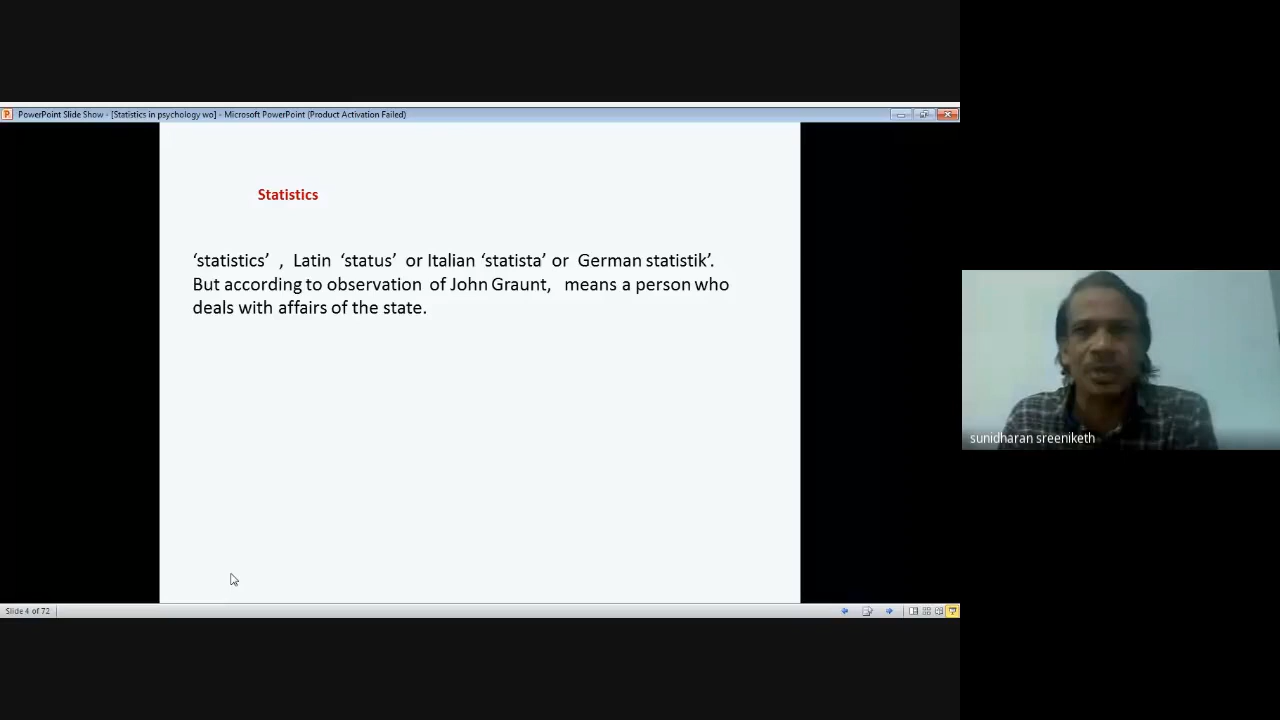 PowerPoint Slide Show - [Statistics in psychology wo] - Microsoft PowerPoint (Product Activation Failed)
Statistics
‘statistics’ , Latin ‘status’ or Italian ‘statista’ or German statistik’.
But according to observation of John Graunt, means a person who
deals with affairs of the state.
sunidharan sreeniketh
Slide 4 of 72